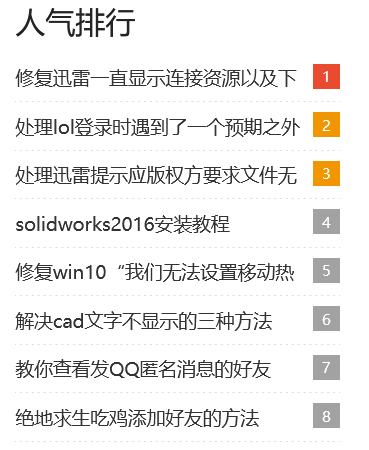 人气排行
修复迅雷一直显示连接资源以及下 1
处理lol登录时遇到了一个预期之外 2
处理迅雷提示应版权方要求文件无 3
solidworks2016安装教程 4
修复win10“我们无法设置移动热 5
解决cad文字不显示的三种方法 6
教你查看发QQ匿名消息的好友 7
绝地求生吃鸡添加好友的方法 8